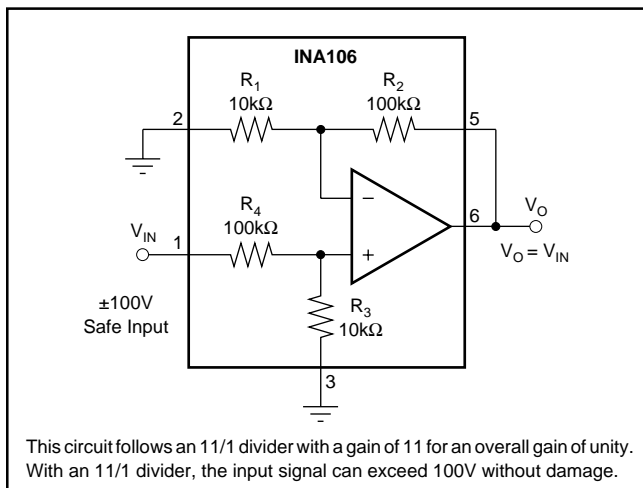 INA106
R1
10kΩ
R2
100kΩ
2
5
R4
100kΩ
VIN
1
−
+
6
VO
VO = VIN
±100V
Safe Input
R3
10kΩ
3
This circuit follows an 11/1 divider with a gain of 11 for an overall gain of unity.
With an 11/1 divider, the input signal can exceed 100V without damage.